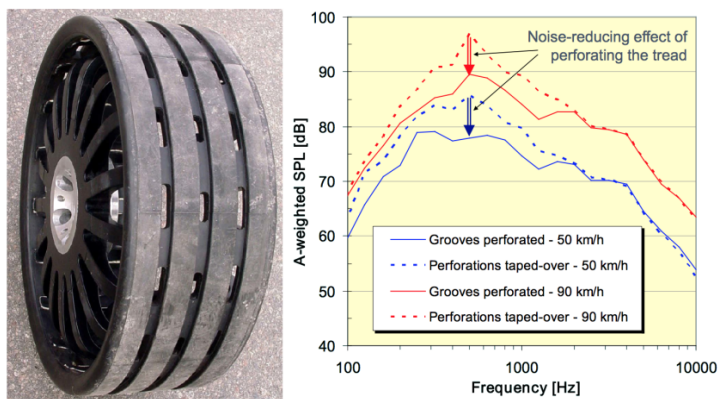 Noise-reducing effect of
perforating the tread
A-weighted SPL [dB]
100
90
80
70
60
50
40
Grooves perforated - 50 km/h
Perforations taped-over - 50 km/h
Grooves perforated - 90 km/h
Perforations taped-over - 90 km/h
100
1000
10000
Frequency [Hz]